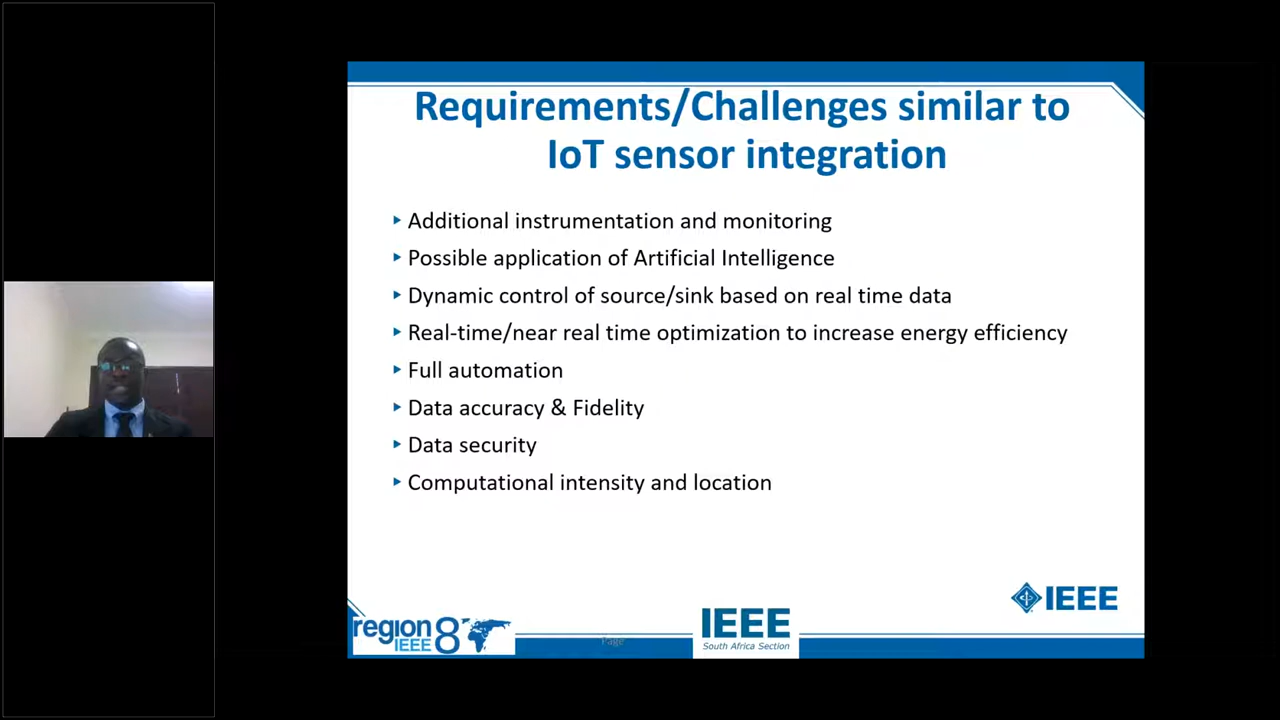 Requirements/Challenges similar to
IoT sensor integration
Additional instrumentation and monitoring
Possible application of Artificial Intelligence
Dynamic control of source/sink based on real time data
Real-time/near real time optimization to increase energy efficiency
Full automation
Data accuracy & Fidelity
Data security
Computational intensity and location
IEEE
region 8
IEEE
IEEE
South Africa Section
Page